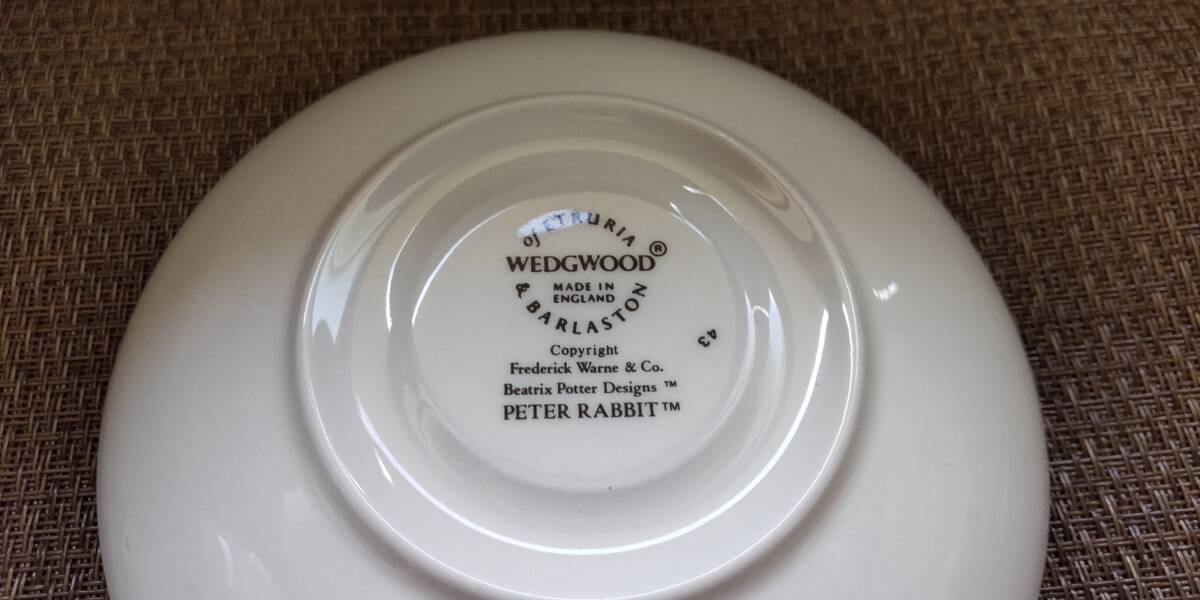 of ETRURIA
WEDGWOOD®
MADE IN
ENGLAND
& BARLASTON
43
Copyright
Frederick Warne & Co.
Beatrix Potter Designs ™
PETER RABBIT™